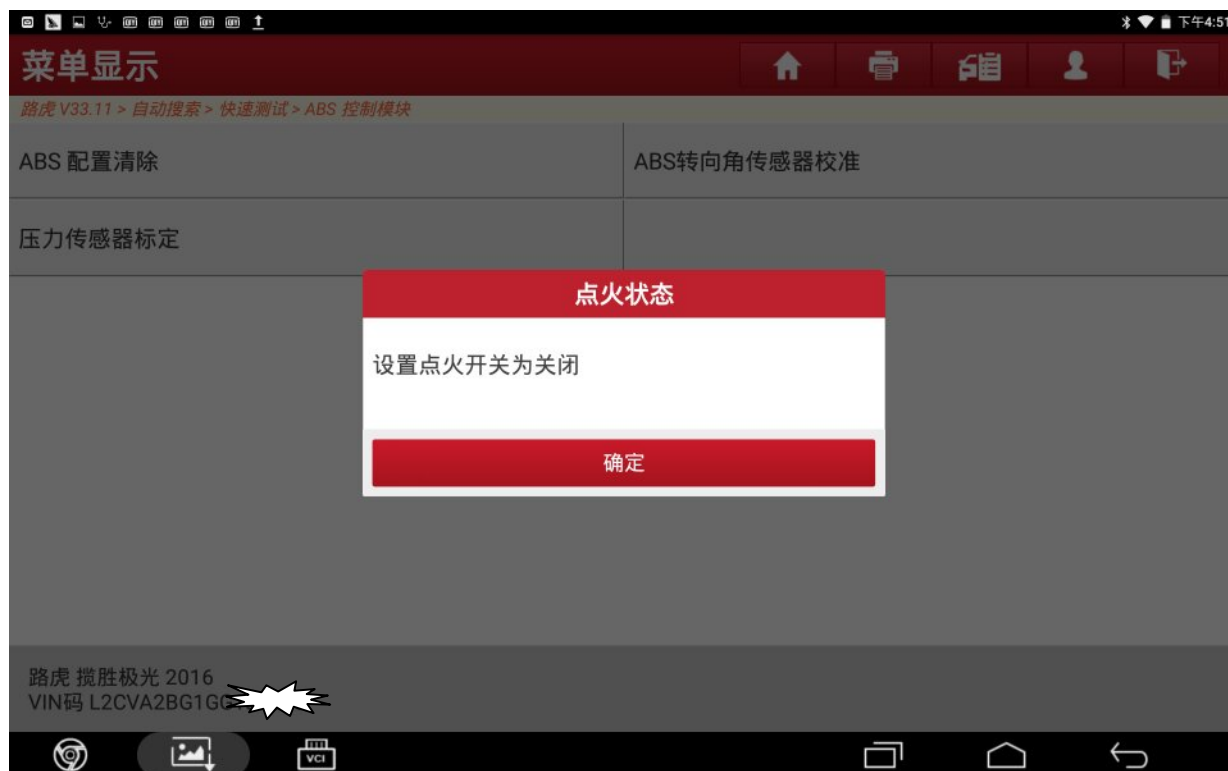 下午4:51
菜单显示
路虎 V33.11 > 自动搜索 > 快速测试 > ABS 控制模块
ABS 配置清除
ABS转向角传感器校准
压力传感器标定
点火状态
设置点火开关为关闭
确定
路虎 揽胜极光 2016
VIN码 L2CVA2BG1G
VCI